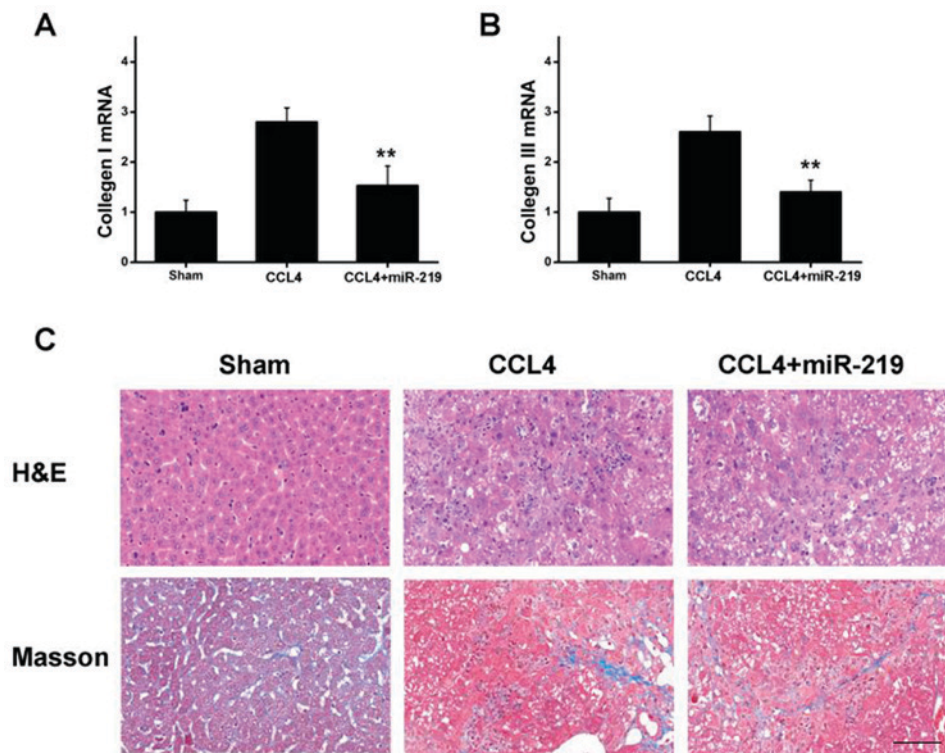 A
Collegen I mRNA
4
3
2
1
0
Sham
CCL4
CCL4+miR-219
**
B
Collegen III mRNA
4
3
2
1
0
Sham
CCL4
CCL4+miR-219
**
C
Sham
CCL4
CCL4+miR-219
H&E
Masson